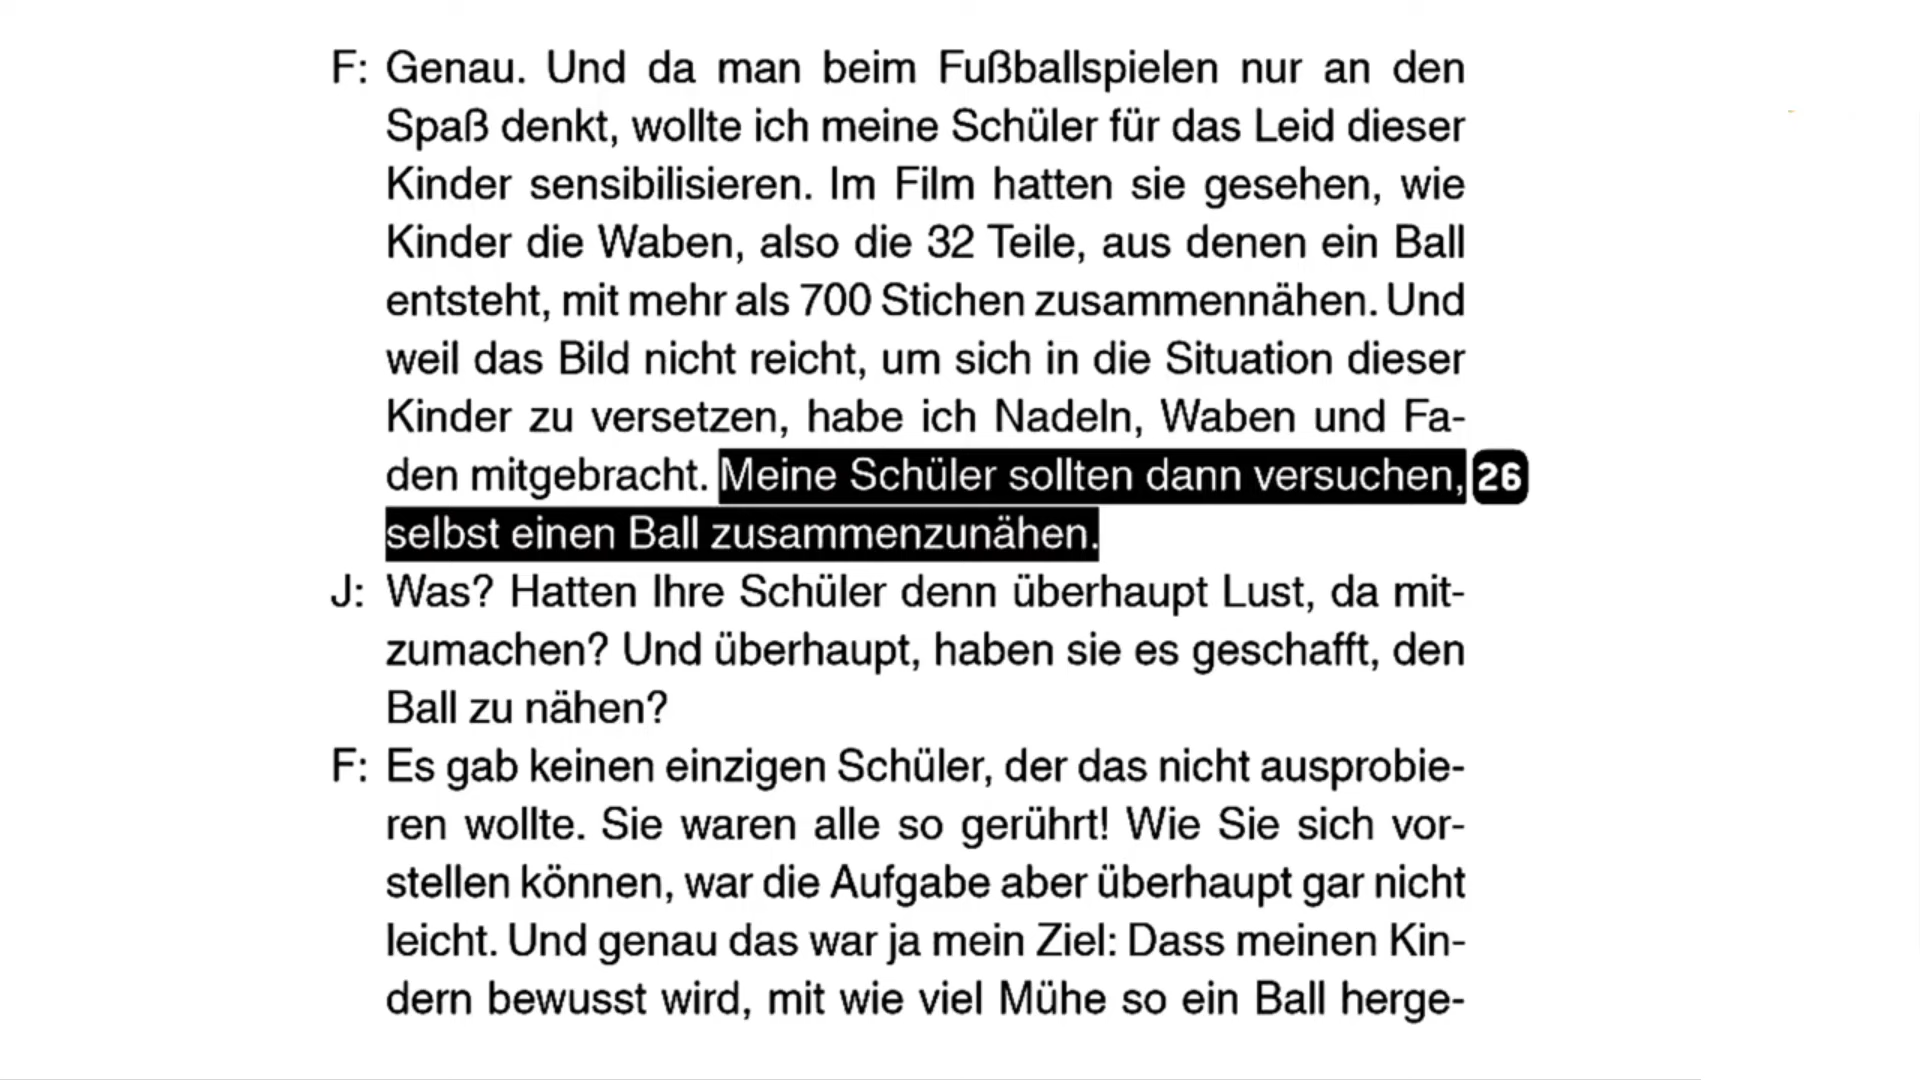 F: Genau. Und da man beim Fußballspielen nur an den
Spaß denkt, wollte ich meine Schüler für das Leid dieser
Kinder sensibilisieren. Im Film hatten sie gesehen, wie
Kinder die Waben, also die 32 Teile, aus denen ein Ball
entsteht, mit mehr als 700 Stichen zusammennähen. Und
weil das Bild nicht reicht, um sich in die Situation dieser
Kinder zu versetzen, habe ich Nadeln, Waben und Fa-
den mitgebracht. Meine Schüler sollten dann versuchen, 26
selbst einen Ball zusammenzunähen.
J: Was? Hatten Ihre Schüler denn überhaupt Lust, da mit-
zumachen? Und überhaupt, haben sie es geschafft, den
Ball zu nähen?
F: Es gab keinen einzigen Schüler, der das nicht ausprobie-
ren wollte. Sie waren alle so gerührt! Wie Sie sich vor-
stellen können, war die Aufgabe aber überhaupt gar nicht
leicht. Und genau das war ja mein Ziel: Dass meinen Kin-
dern bewusst wird, mit wie viel Mühe so ein Ball herge-